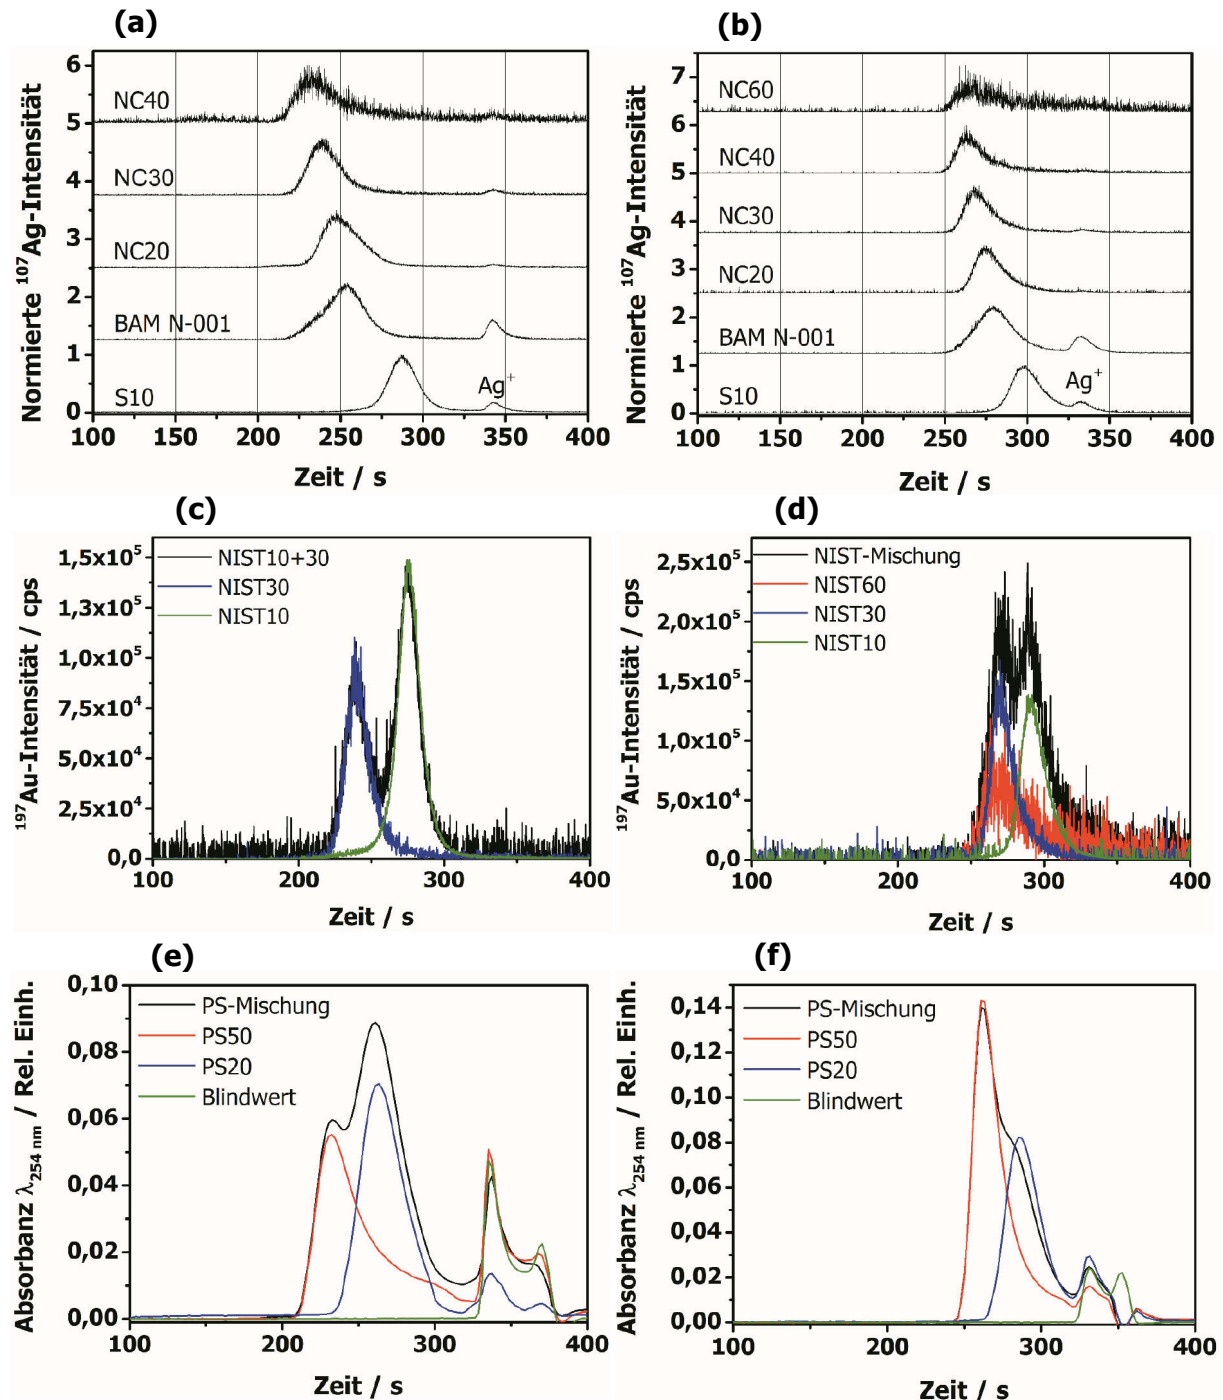 (a)
Normierte ¹⁰⁷Ag-Intensität
6
5
4
3
2
1
0
NC40
NC30
NC20
BAM N-001
S10
Ag⁺
100 150 200 250 300 350 400
Zeit / s
(b)
Normierte ¹⁰⁷Ag-Intensität
7
6
5
4
3
2
1
0
NC60
NC40
NC30
NC20
BAM N-001
S10
Ag⁺
100 150 200 250 300 350 400
Zeit / s
(c)
¹⁹⁷Au-Intensität / cps
1,5x10⁵
1,3x10⁵
1,0x10⁵
7,5x10⁴
5,0x10⁴
2,5x10⁴
0,0
NIST10+30
NIST30
NIST10
100 200 300 400
Zeit / s
(d)
¹⁹⁷Au-Intensität / cps
2,5x10⁵
2,0x10⁵
1,5x10⁵
1,0x10⁵
5,0x10⁴
0,0
NIST-Mischung
NIST60
NIST30
NIST10
100 200 300 400
Zeit / s
(e)
Absorbanz λ₂₅₄ ₙₘ / Rel. Einh.
0,10
0,08
0,06
0,04
0,02
0,00
PS-Mischung
PS50
PS20
Blindwert
100 200 300 400
Zeit / s
(f)
Absorbanz λ₂₅₄ ₙₘ / Rel. Einh.
0,14
0,12
0,10
0,08
0,06
0,04
0,02
0,00
PS-Mischung
PS50
PS20
Blindwert
100 200 300 400
Zeit / s